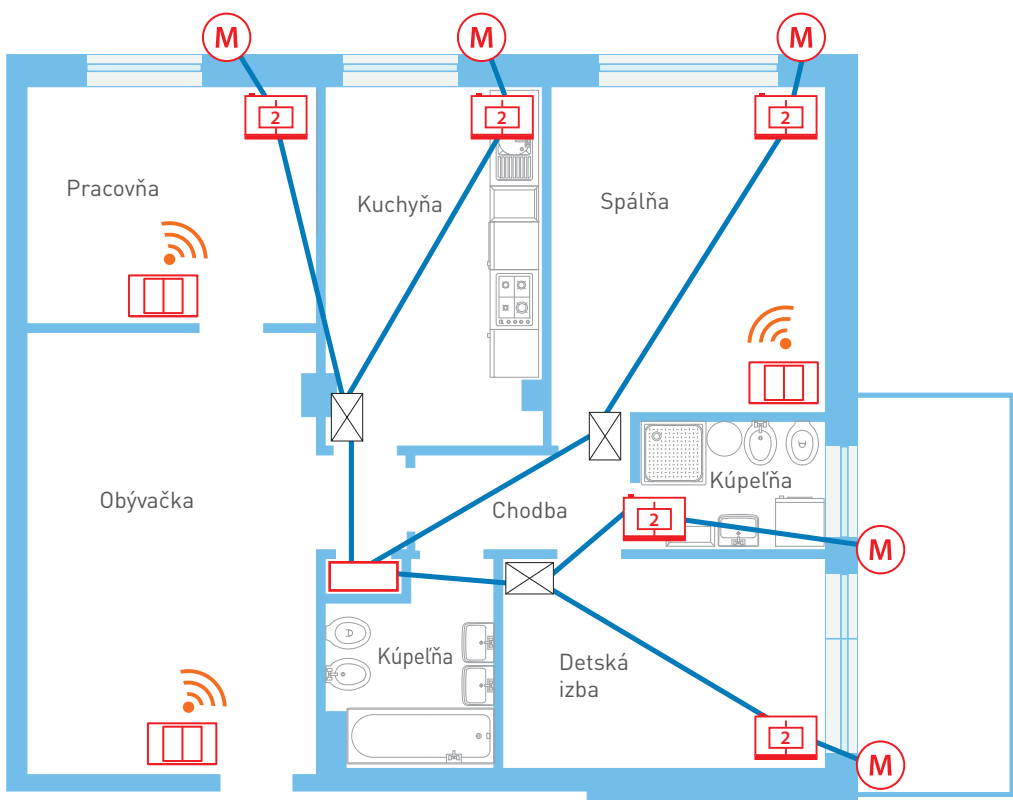 M
M
M
2
2
2
Pracovňa
Kuchyňa
Spálňa
Obývačka
Chodba
Kúpeľňa
2
M
Kúpeľňa
Detská
izba
2
M